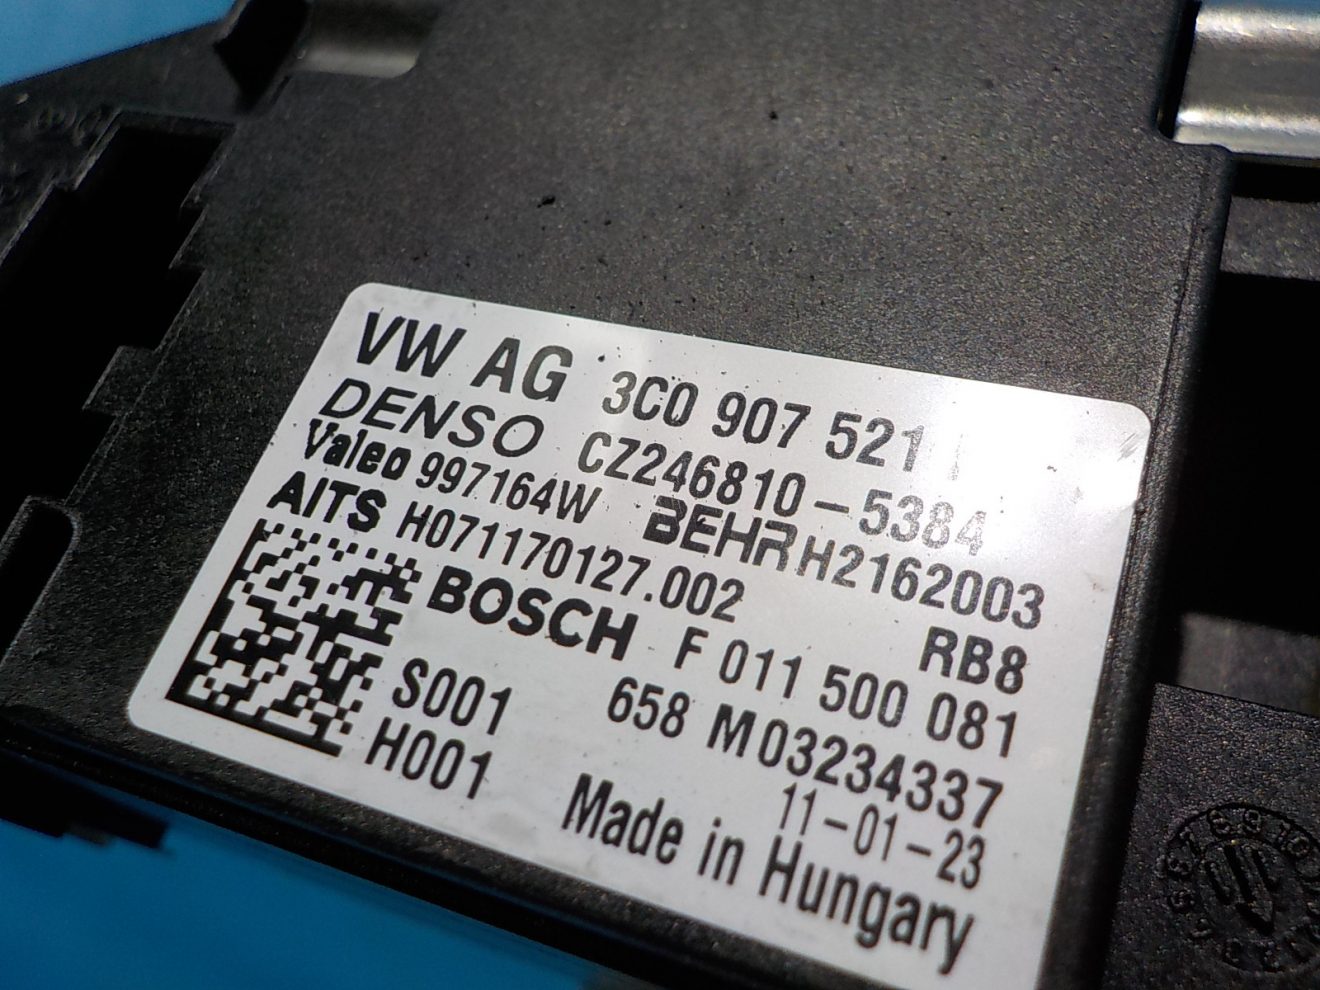 VW AG 3C0 907 521
DENSO CZ246810-5384
Valeo 997164W BEHR H2162003
AITS H071170127.002 RB8
BOSCH F 011 500 081
S001 658 M03234337
H001 11-01-23
Made in Hungary